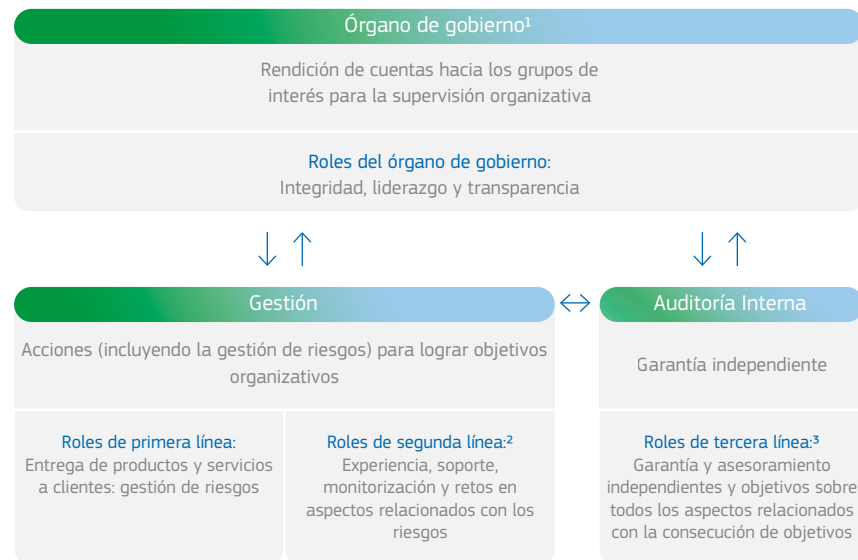 Órgano de gobierno¹
Rendición de cuentas hacia los grupos de
interés para la supervisión organizativa
Roles del órgano de gobierno:
Integridad, liderazgo y transparencia
Gestión
Acciones (incluyendo la gestión de riesgos) para lograr objetivos
organizativos
Roles de primera línea:
Entrega de productos y servicios
a clientes: gestión de riesgos
Roles de segunda línea:²
Experiencia, soporte,
monitorización y retos en
aspectos relacionados con los
riesgos
Auditoría Interna
Garantía independiente
Roles de tercera línea:³
Garantía y asesoramiento
independientes y objetivos sobre
todos los aspectos relacionados
con la consecución de objetivos